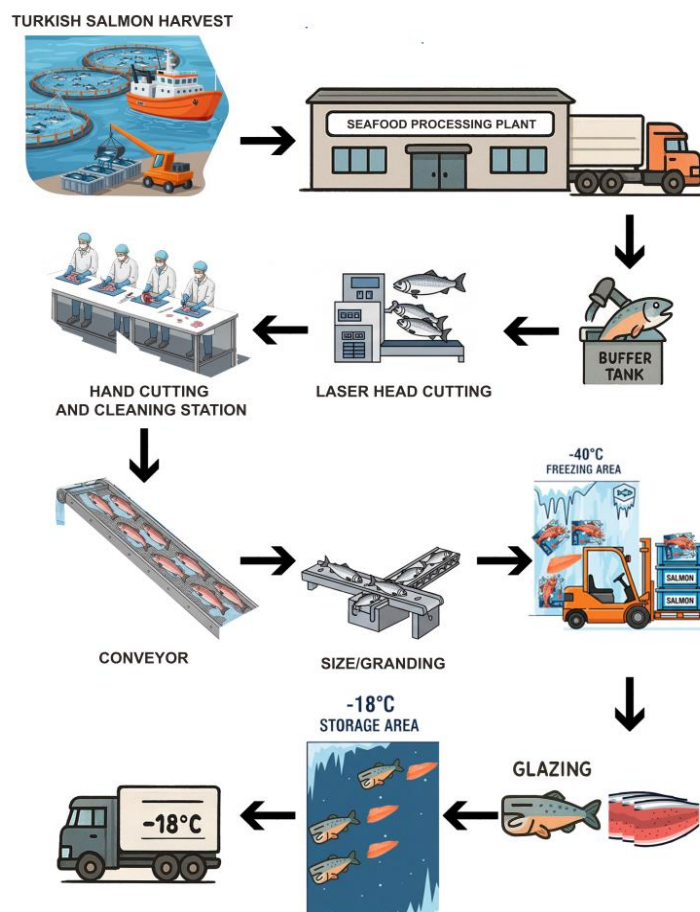 TURKISH SALMON HARVEST
SEAFOOD PROCESSING PLANT
BUFFER
TANK
LASER HEAD CUTTING
HAND CUTTING
AND CLEANING STATION
CONVEYOR
SIZE/GRANDING
-40°C
FREEZING AREA
SALMON
SALMON
GLAZING
-18°C
STORAGE AREA
-18°C